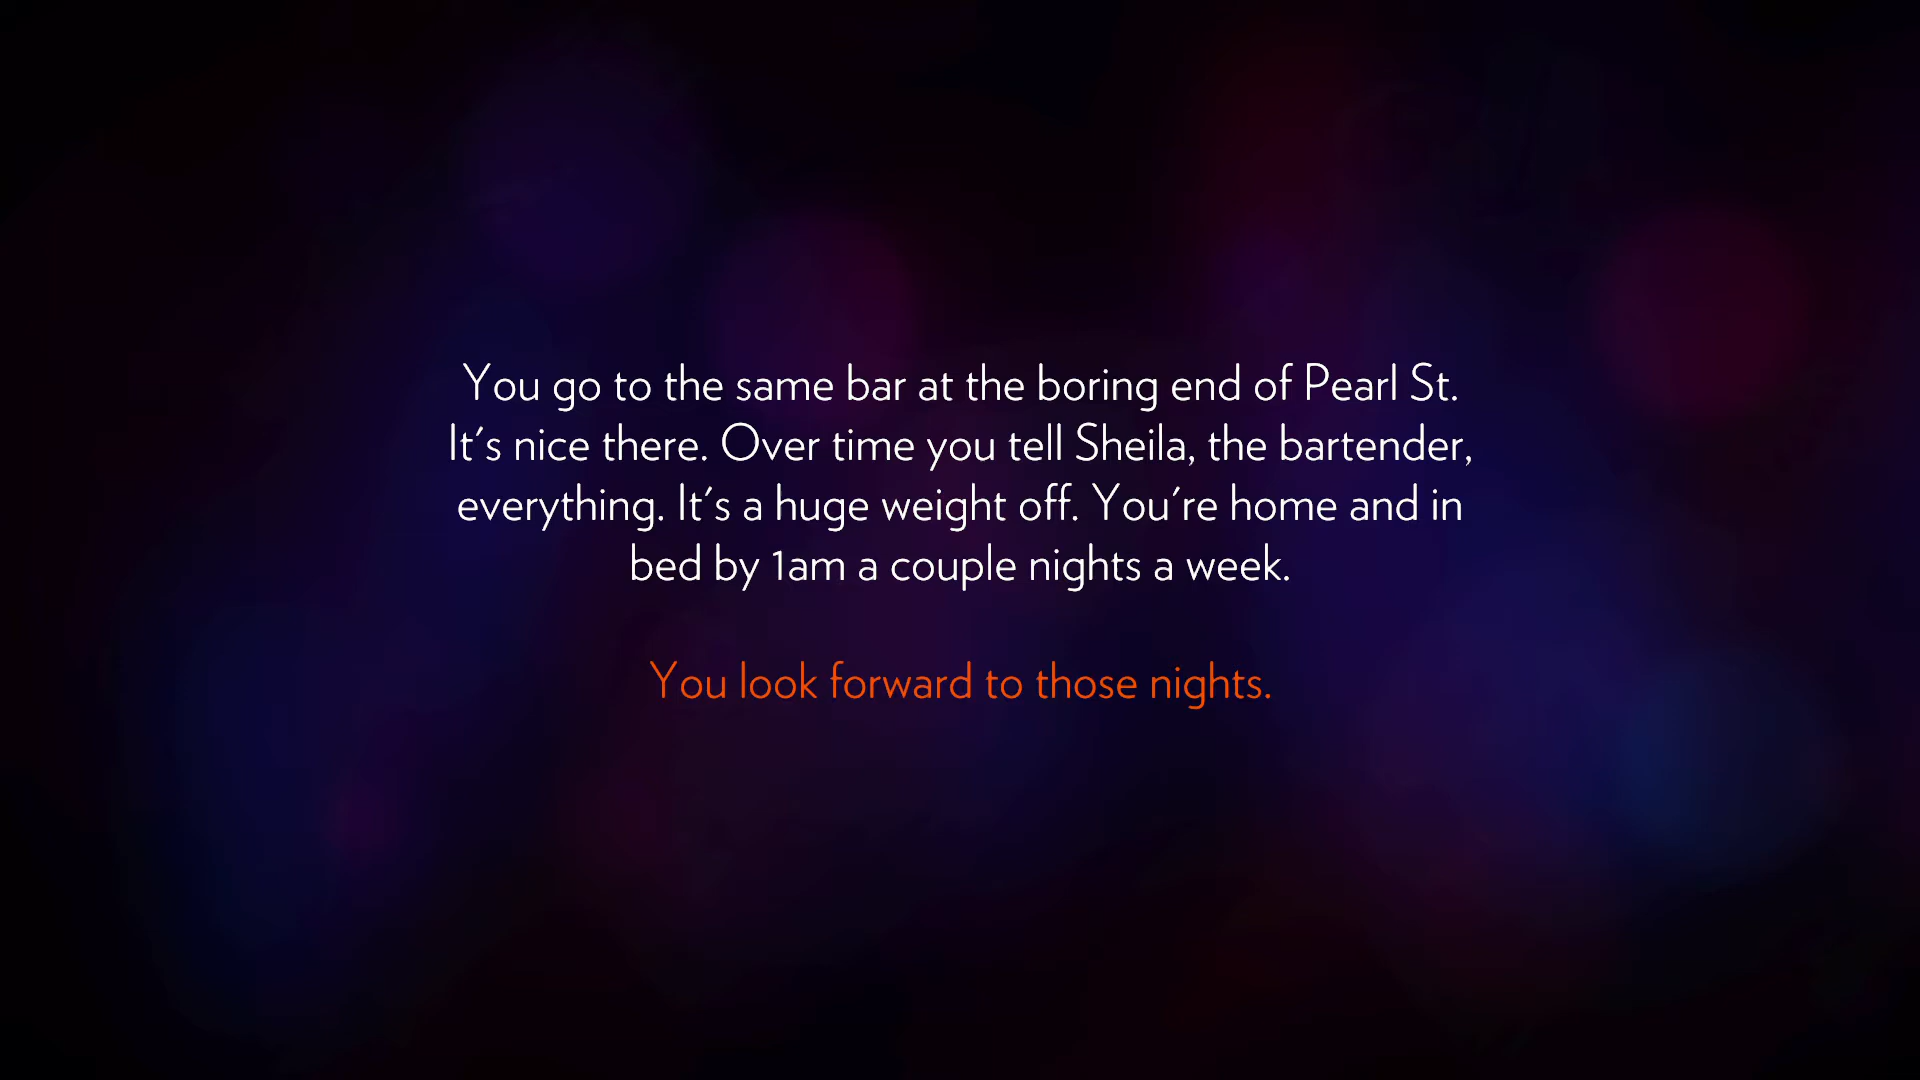 You go to the same bar at the boring end of Pearl St.
It's nice there. Over time you tell Sheila, the bartender,
everything. It's a huge weight off. You're home and in
bed by 1am a couple nights a week.
You look forward to those nights.